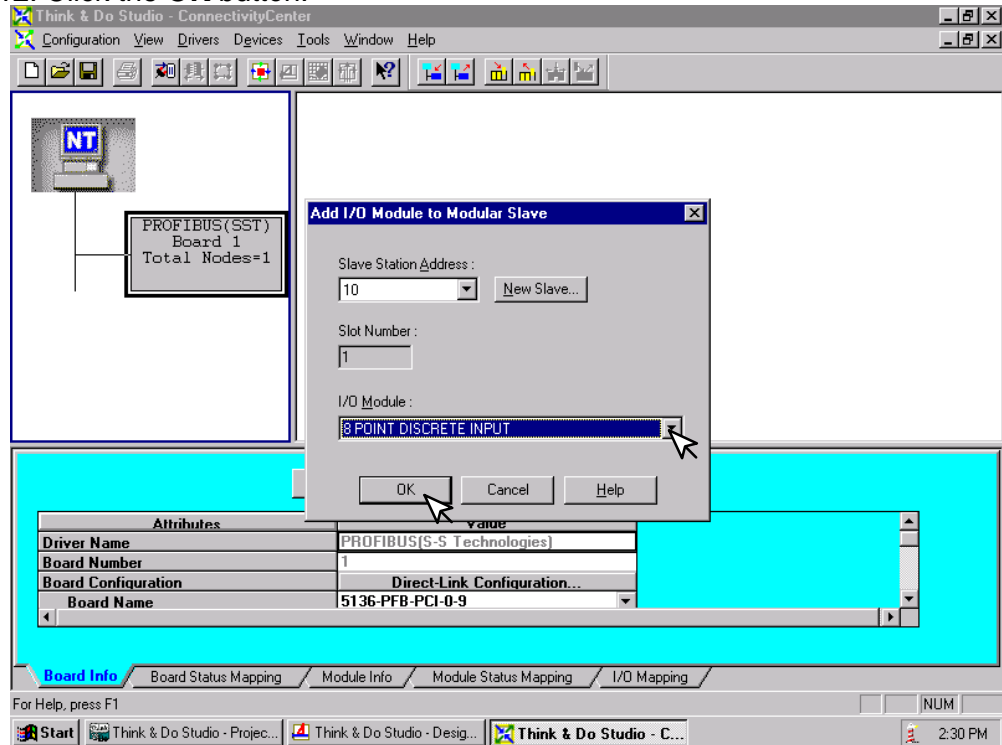 Think & Do Studio - ConnectivityCenter
Configuration View Drivers Devices Tools Window Help
NT
PROFIBUS(SST)
Board 1
Total Nodes=1
Add I/O Module to Modular Slave
Slave Station Address :
10
New Slave...
Slot Number :
1
I/O Module :
8 POINT DISCRETE INPUT
OK Cancel Help
Attributes Value
Driver Name PROFIBUS(S-S Technologies)
Board Number 1
Board Configuration Direct-Link Configuration...
Board Name 5136-PFB-PCI-0-9
Board Info Board Status Mapping Module Info Module Status Mapping I/O Mapping
For Help, press F1 NUM
Start Think & Do Studio - Projec... Think & Do Studio - Desig... Think & Do Studio - C... 2:30 PM